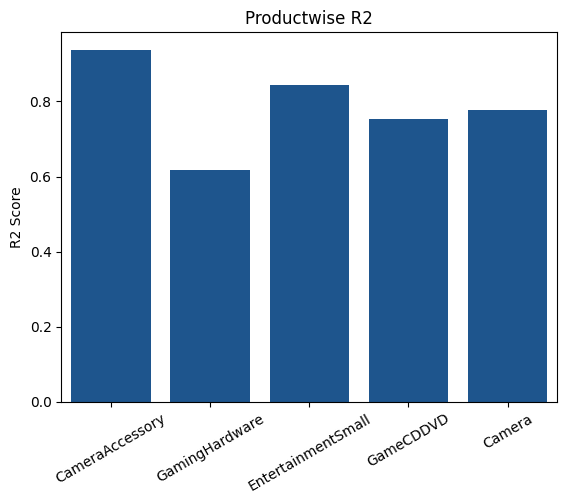 Productwise R2
R2 Score
0.8
0.6
0.4
0.2
0.0
CameraAccessory
GamingHardware
EntertainmentSmall
GameCDDVD
Camera